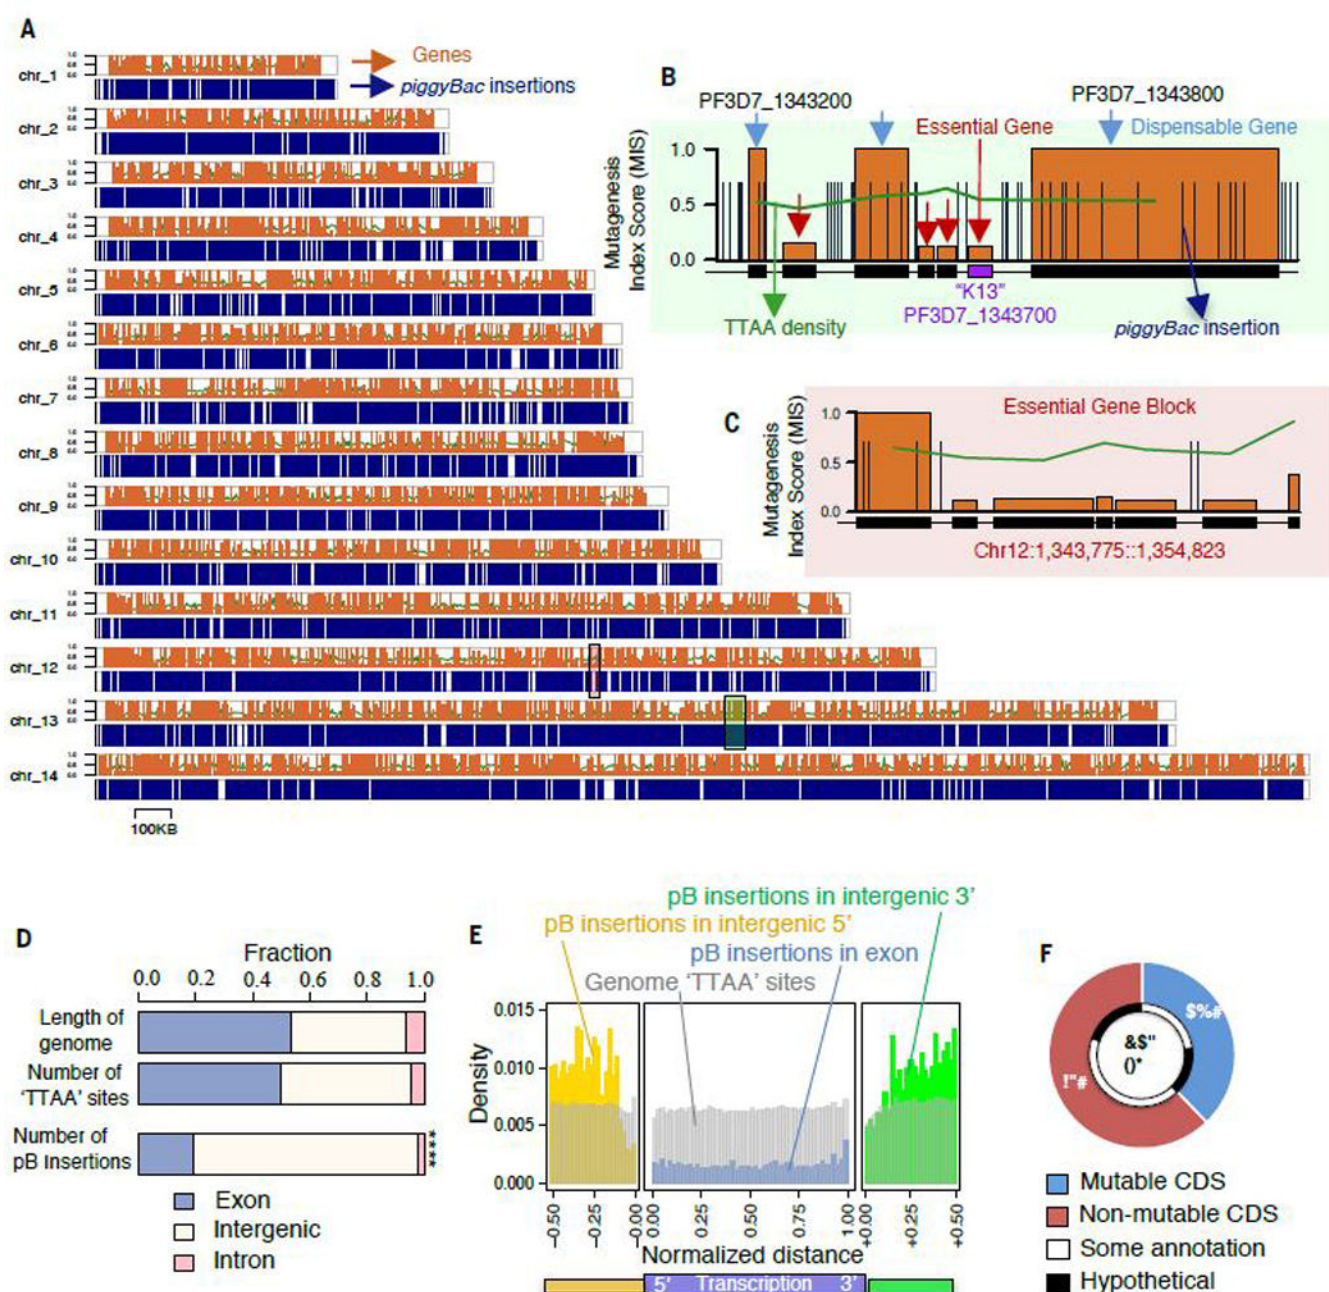 A
Genes
piggyBac insertions
chr_1
chr_2
chr_3
chr_4
chr_5
chr_6
chr_7
chr_8
chr_9
chr_10
chr_11
chr_12
chr_13
chr_14
100KB
B
PF3D7_1343200
PF3D7_1343800
Essential Gene
Dispensable Gene
Mutagenesis
Index Score (MIS)
1.0
0.5
0.0
"K13"
PF3D7_1343700
TTAA density
piggyBac insertion
C
Essential Gene Block
Mutagenesis
Index Score (MIS)
1.0
0.5
0.0
Chr12:1,343,775::1,354,823
D
Fraction
0.0 0.2 0.4 0.6 0.8 1.0
Length of
genome
Number of
'TTAA' sites
Number of
pB Insertions
****
Exon
Intergenic
Intron
E
pB insertions in intergenic 3'
pB insertions in intergenic 5'
pB insertions in exon
Genome 'TTAA' sites
Density
0.015
0.010
0.005
0.000
-0.50 -0.25 -0.00 0.00 0.25 0.50 0.75 1.00 +0.00 +0.25 +0.50
Normalized distance
5' Transcription 3'
F
$%#
&$"
()*
!"#
Mutable CDS
Non-mutable CDS
Some annotation
Hypothetical